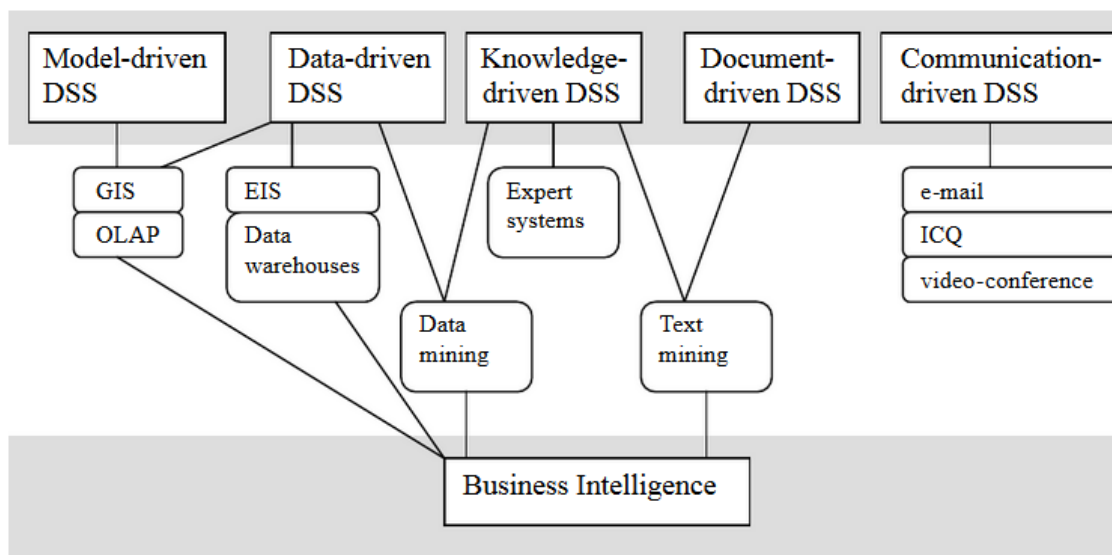 Model-driven
DSS
Data-driven
DSS
Knowledge-
driven DSS
Document-
driven DSS
Communication-
driven DSS
GIS
OLAP
EIS
Data
warehouses
Expert
systems
e-mail
ICQ
video-conference
Data
mining
Text
mining
Business Intelligence